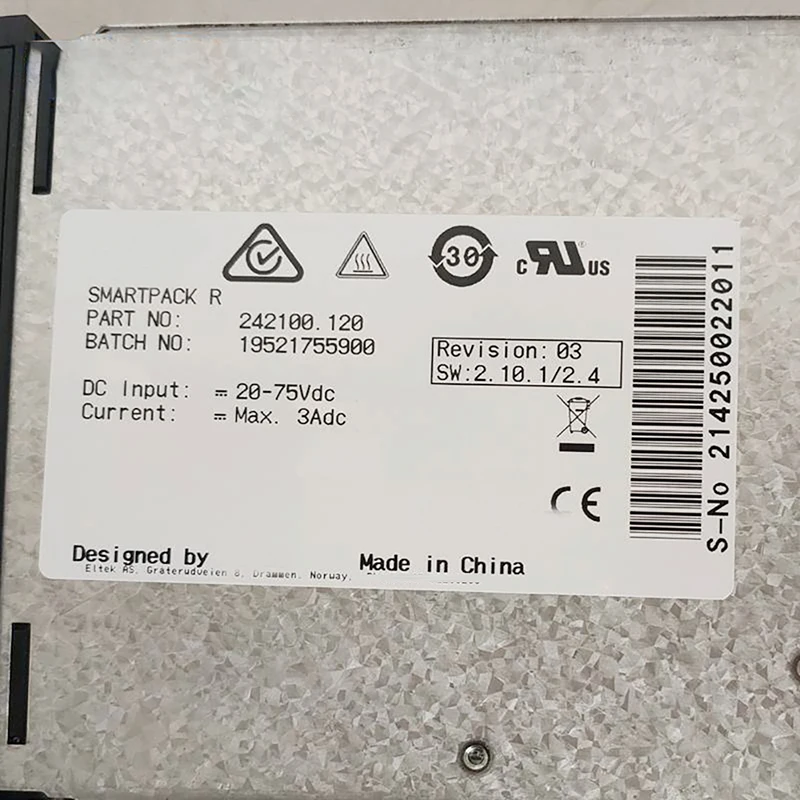 30
c RU US
SMARTPACK R
PART NO: 242100.120
BATCH NO: 19521755900
Revision: 03
SW:2.10.1/2.4
DC Input: ⎓ 20-75Vdc
Current: ⎓ Max. 3Adc
CE
S-No 214250022011
Designed by
Made in China
Eltek AS, Gråterudveien 8, Drammen, Norway.